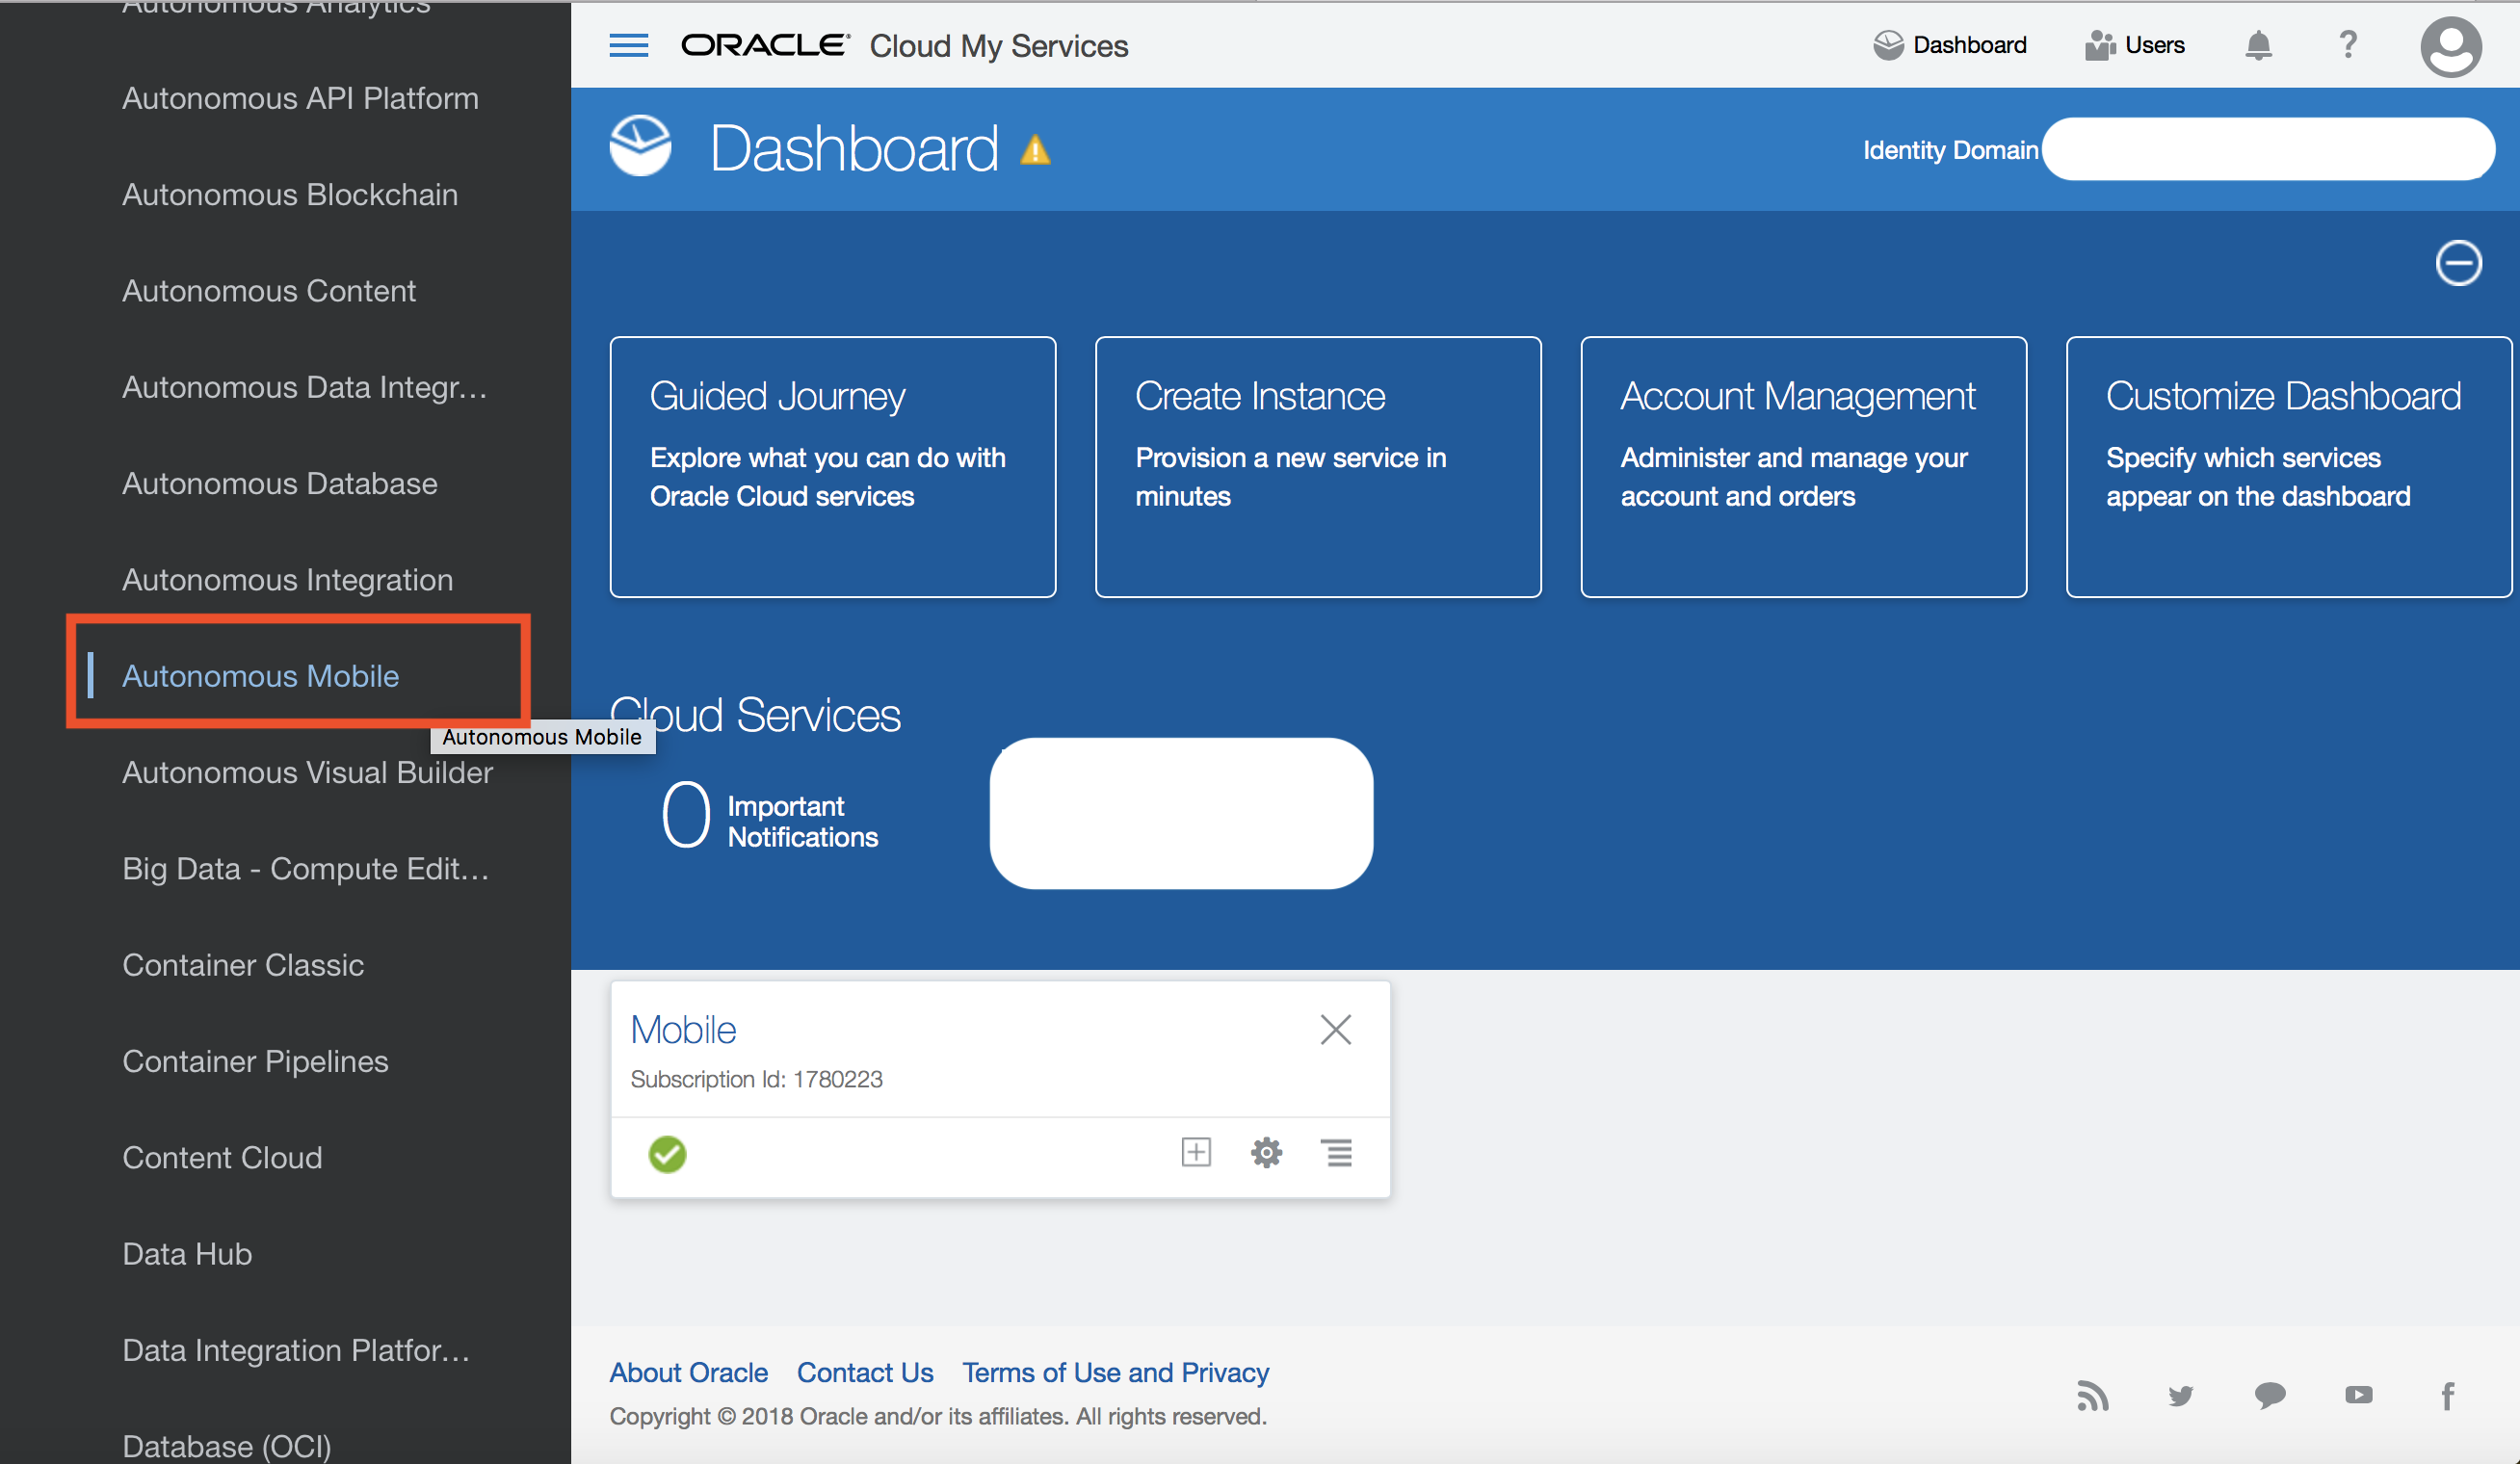 Autonomous Analytics
Autonomous API Platform
Autonomous Blockchain
Autonomous Content
Autonomous Data Integr...
Autonomous Database
Autonomous Integration
Autonomous Mobile
Autonomous Mobile
Autonomous Visual Builder
Big Data - Compute Edit...
Container Classic
Container Pipelines
Content Cloud
Data Hub
Data Integration Platfor...
Database (OCI)
ORACLE® Cloud My Services
Dashboard
Users
?
Dashboard
Identity Domain
Guided Journey
Explore what you can do with
Oracle Cloud services
Create Instance
Provision a new service in
minutes
Account Management
Administer and manage your
account and orders
Customize Dashboard
Specify which services
appear on the dashboard
Cloud Services
0 Important
Notifications
Mobile
Subscription Id: 1780223
About Oracle Contact Us Terms of Use and Privacy
Copyright © 2018 Oracle and/or its affiliates. All rights reserved.